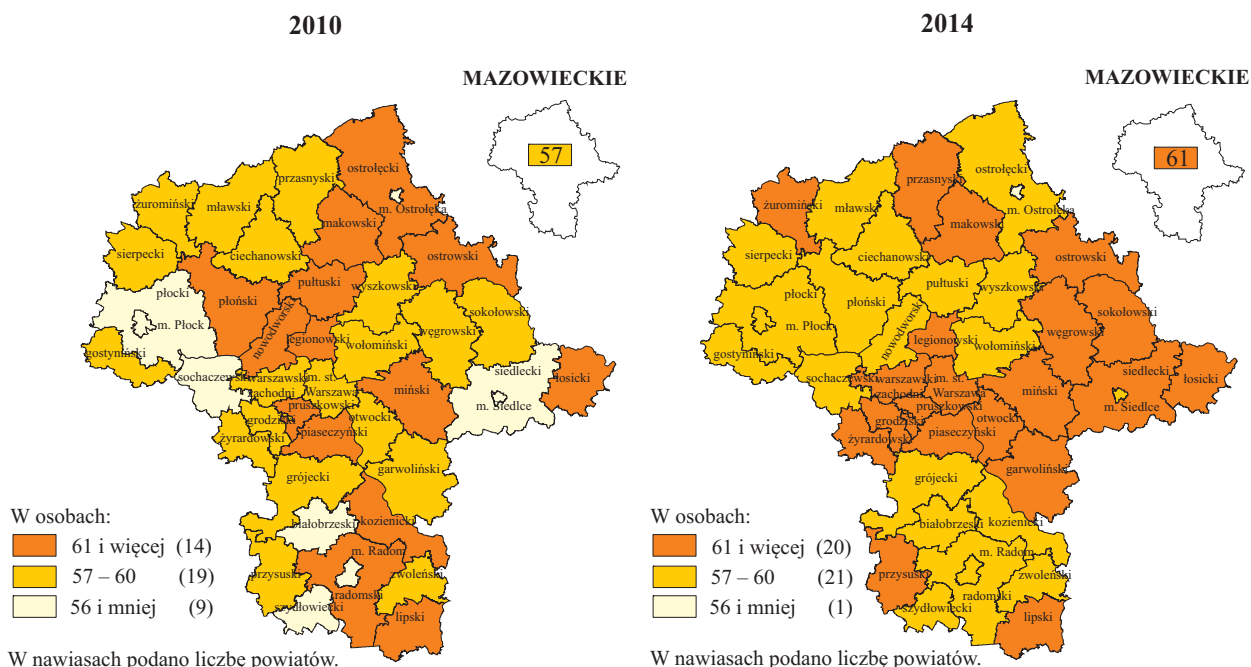 2010
MAZOWIECKIE
57
ostrołęcki
przasnyski
m. Ostrołęka
żuromiński
mławski
makowski
sierpecki
ciechanowski
ostrowski
pułtuski
wyszkowski
płocki
płoński
sokołowski
nowodworski
m. Płock
węgrowski
legionowski
wołomiński
gostyniński
sochaczewski
siedlecki
łosicki
warszawski
zachodni
m. st.
Warszawa
miński
m. Siedlce
pruszkowski
grodziski
otwocki
żyrardowski
piaseczyński
garwoliński
grójecki
białobrzeski
kozienicki
m. Radom
przysuski
zwoleński
radomski
szydłowiecki
lipski
W osobach:
61 i więcej (14)
57 – 60 (19)
56 i mniej (9)
W nawiasach podano liczbę powiatów.
2014
MAZOWIECKIE
61
ostrołęcki
przasnyski
żuromiński
mławski
m. Ostrołęka
makowski
ostrowski
sierpecki
ciechanowski
pułtuski
wyszkowski
płocki
płoński
sokołowski
nowodworski
m. Płock
węgrowski
legionowski
wołomiński
gostyniński
sochaczewski
siedlecki
łosicki
warszawski
zachodni
m. st.
Warszawa
miński
m. Siedlce
pruszkowski
grodziski
otwocki
żyrardowski
piaseczyński
garwoliński
grójecki
białobrzeski
kozienicki
m. Radom
przysuski
zwoleński
radomski
szydłowiecki
lipski
W osobach:
61 i więcej (20)
57 – 60 (21)
56 i mniej (1)
W nawiasach podano liczbę powiatów.